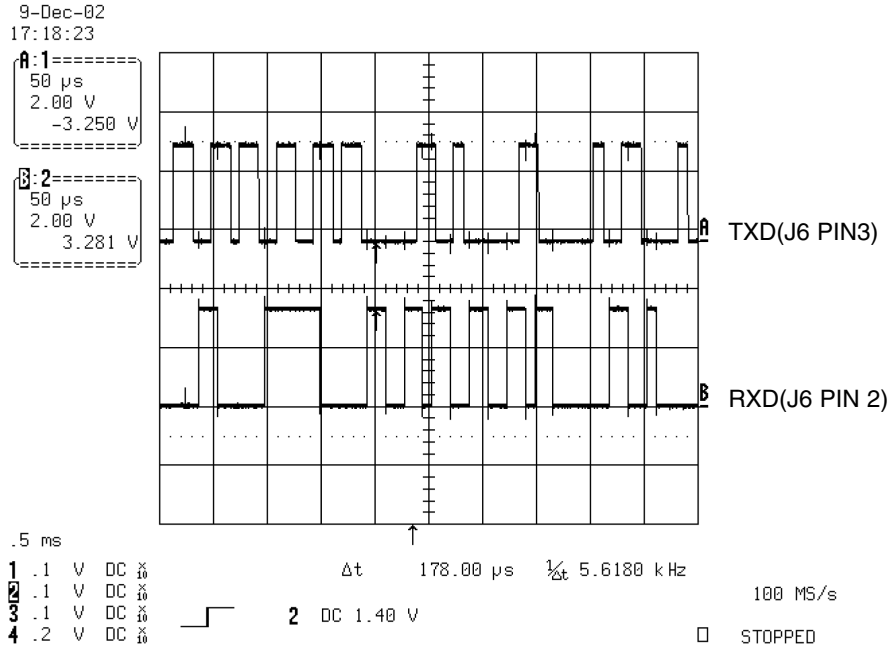 9-Dec-02
17:18:23
A:1
50 µs
2.00 V
-3.250 V
B:2
50 µs
2.00 V
3.281 V
A TXD(J6 PIN3)
B RXD(J6 PIN 2)
.5 ms
1 .1 V DC x10
2 .1 V DC x10
3 .1 V DC x10
4 .2 V DC x10
Δt 178.00 µs 1/Δt 5.6180 kHz
2 DC 1.40 V
100 MS/s
STOPPED